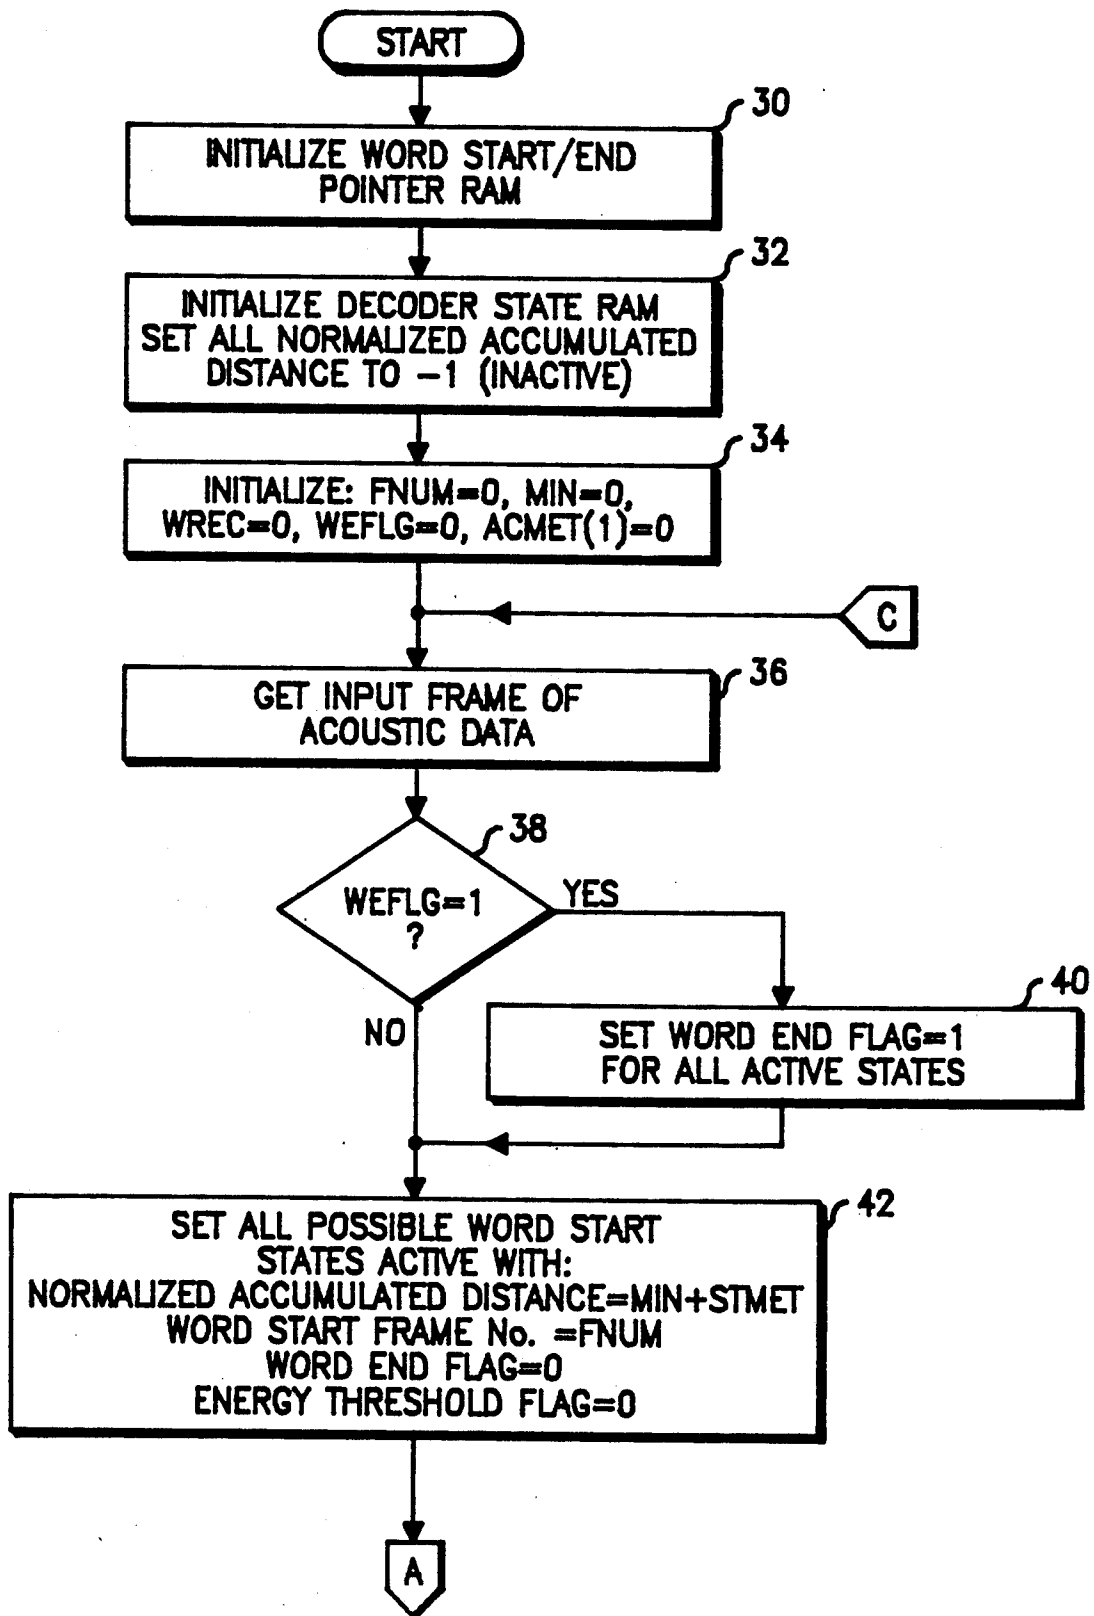 START
30
INITIALIZE WORD START/END
POINTER RAM
32
INITIALIZE DECODER STATE RAM
SET ALL NORMALIZED ACCUMULATED
DISTANCE TO -1 (INACTIVE)
34
INITIALIZE: FNUM=0, MIN=0,
WREC=0, WEFLG=0, ACMET(1)=0
C
36
GET INPUT FRAME OF
ACOUSTIC DATA
38
WEFLG=1
?
YES
NO
40
SET WORD END FLAG=1
FOR ALL ACTIVE STATES
42
SET ALL POSSIBLE WORD START
STATES ACTIVE WITH:
NORMALIZED ACCUMULATED DISTANCE=MIN+STMET
WORD START FRAME No. =FNUM
WORD END FLAG=0
ENERGY THRESHOLD FLAG=0
A